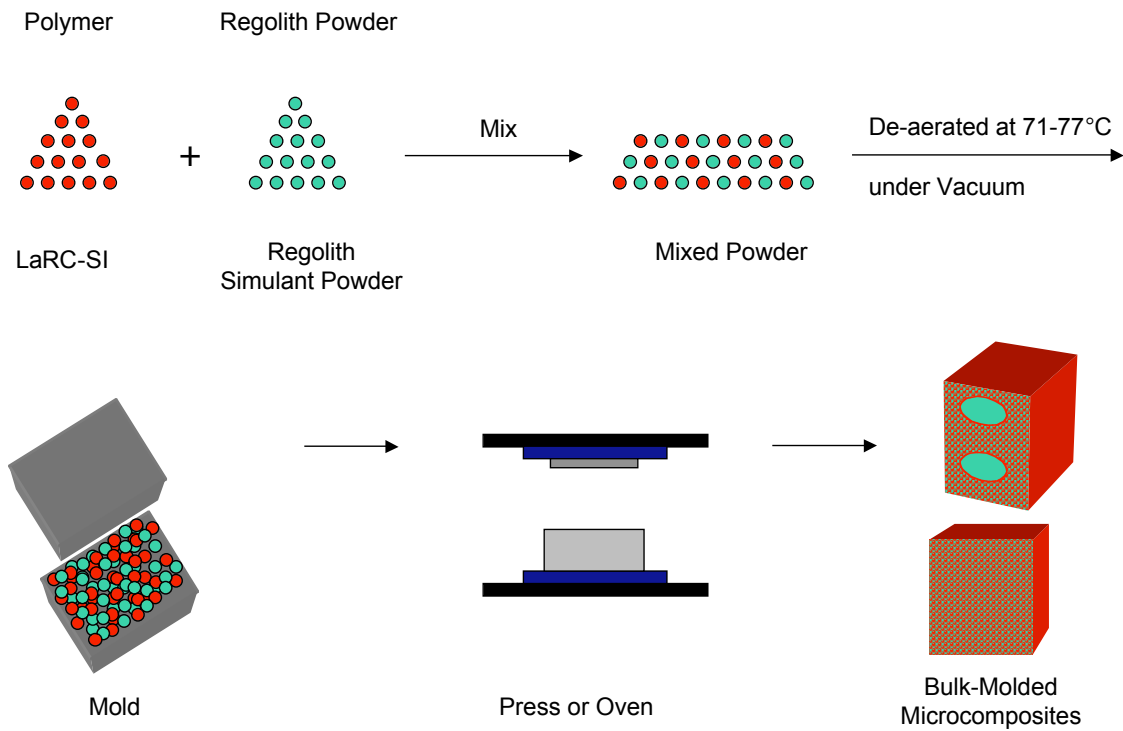 Polymer
Regolith Powder
+
Mix
De-aerated at 71-77°C
under Vacuum
LaRC-SI
Regolith
Simulant Powder
Mixed Powder
Mold
Press or Oven
Bulk-Molded
Microcomposites